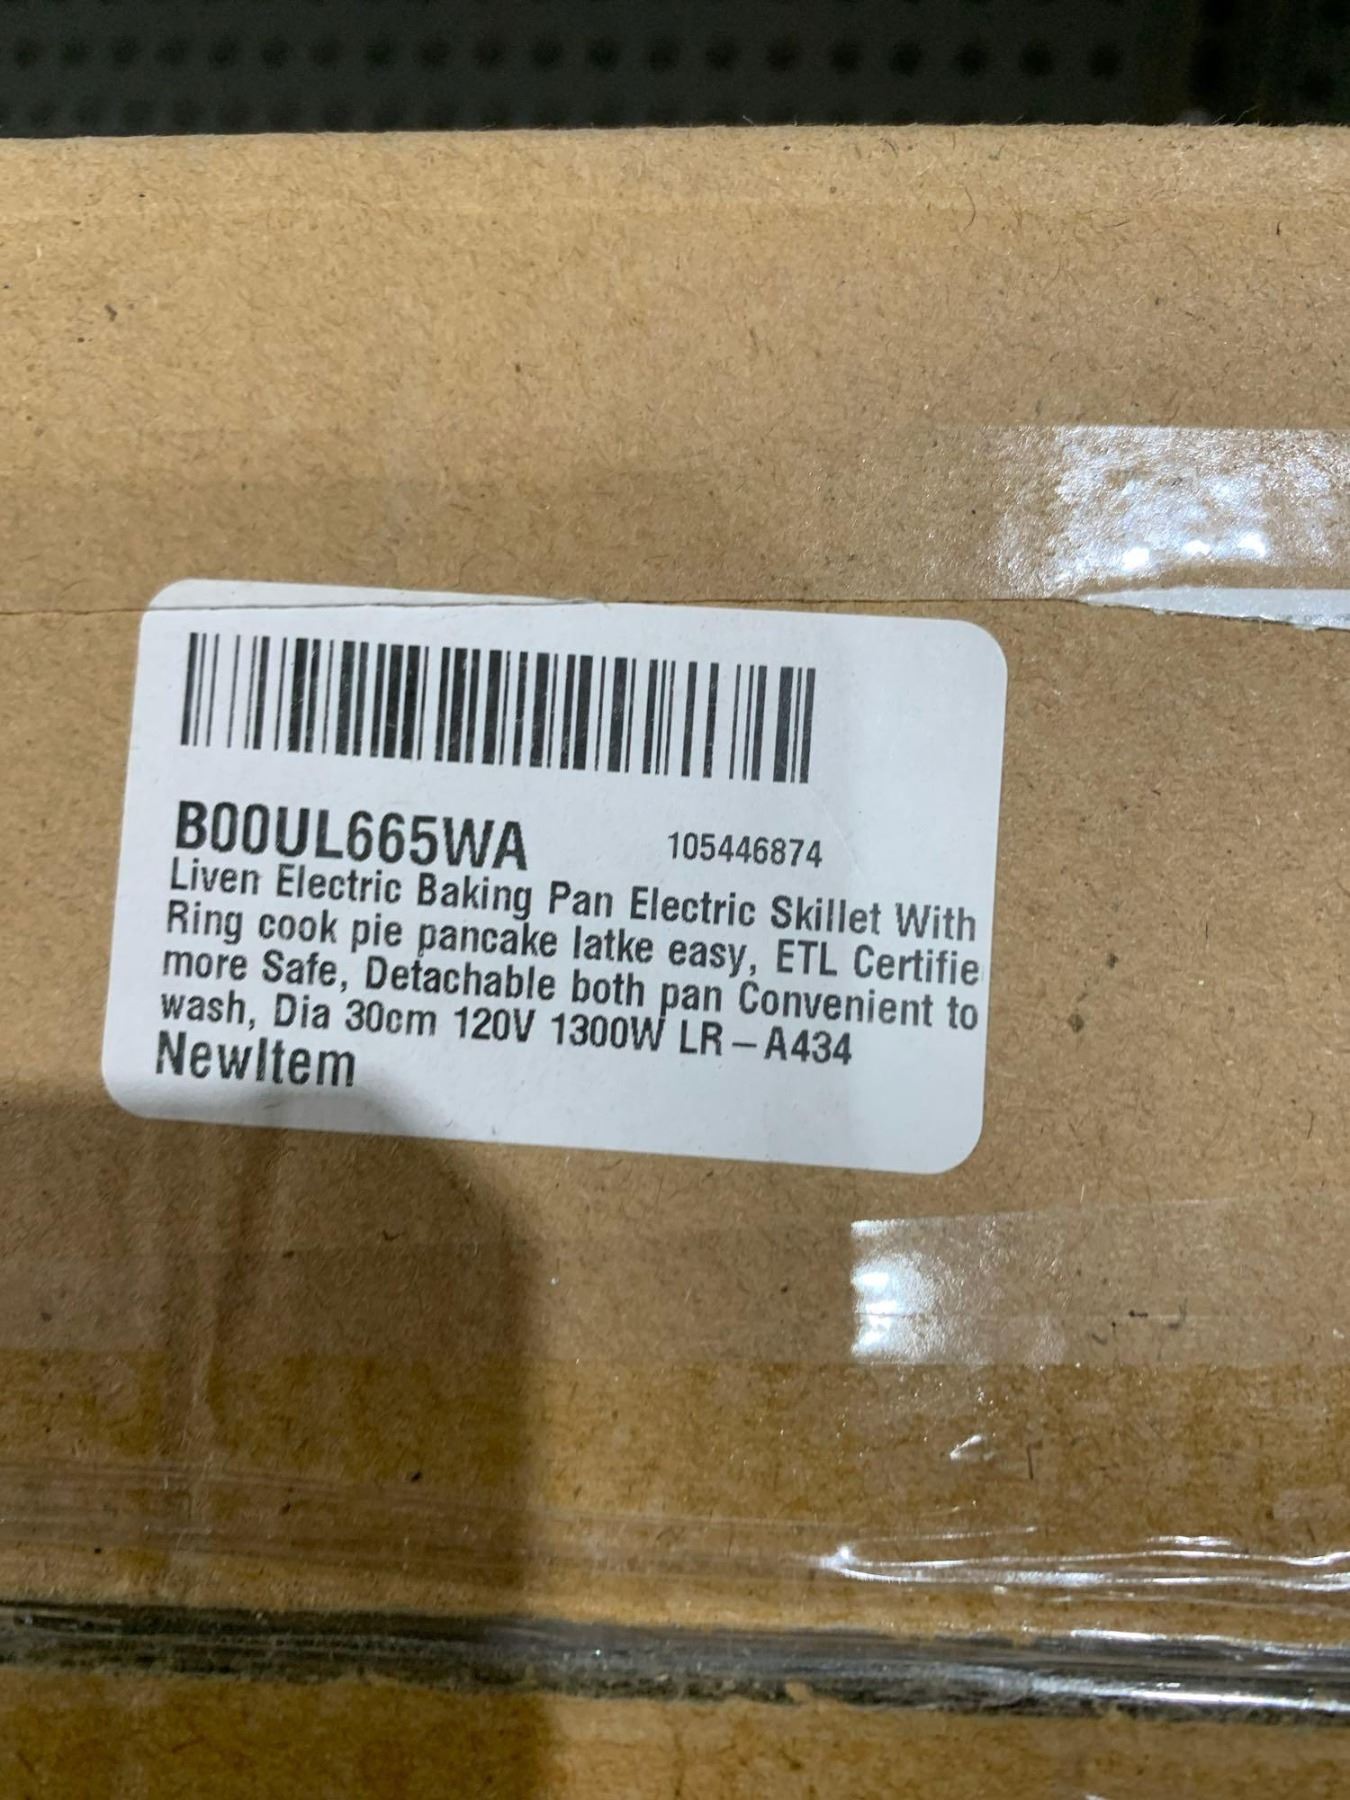 B00UL665WA 105446874
Liven Electric Baking Pan Electric Skillet With
Ring cook pie pancake latke easy, ETL Certifie
more Safe, Detachable both pan Convenient to
wash, Dia 30cm 120V 1300W LR-A434
NewItem